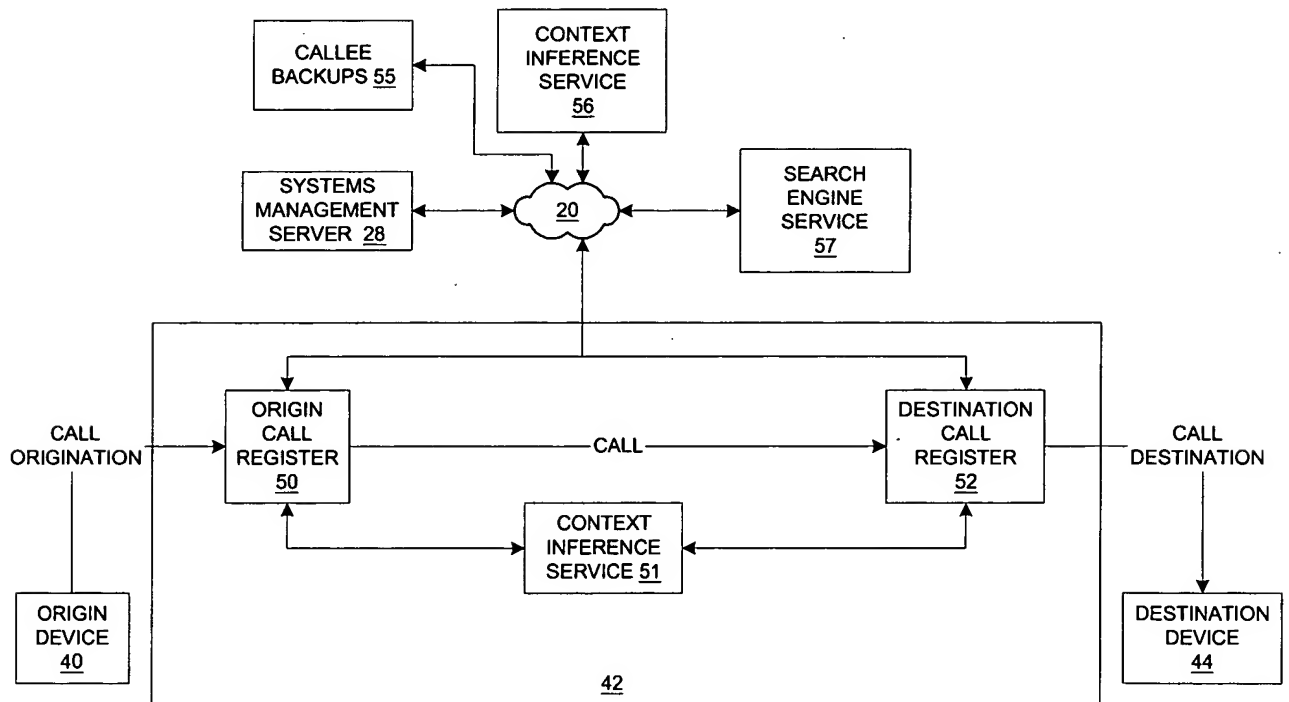 CALLEE
BACKUPS 55
CONTEXT
INFERENCE
SERVICE
56
SYSTEMS
MANAGEMENT
SERVER 28
20
SEARCH
ENGINE
SERVICE
57
CALL
ORIGINATION
ORIGIN
CALL
REGISTER
50
CALL
DESTINATION
CALL
REGISTER
52
CALL
DESTINATION
CONTEXT
INFERENCE
SERVICE 51
ORIGIN
DEVICE
40
DESTINATION
DEVICE
44
42